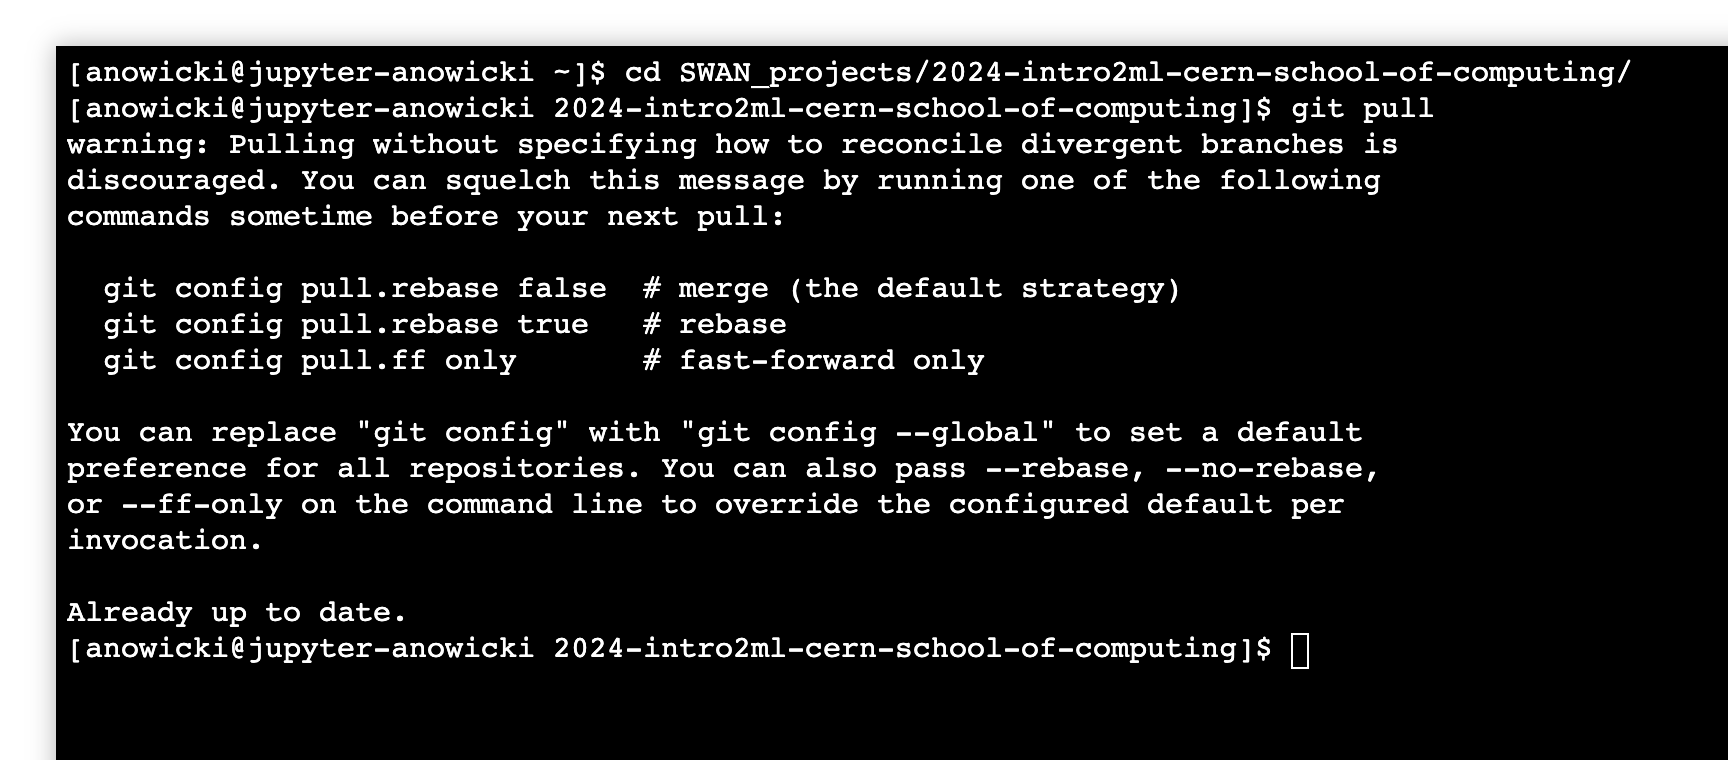 [anowicki@jupyter-anowicki ~]$ cd SWAN_projects/2024-intro2ml-cern-school-of-computing/
[anowicki@jupyter-anowicki 2024-intro2ml-cern-school-of-computing]$ git pull
warning: Pulling without specifying how to reconcile divergent branches is
discouraged. You can squelch this message by running one of the following
commands sometime before your next pull:

  git config pull.rebase false  # merge (the default strategy)
  git config pull.rebase true   # rebase
  git config pull.ff only       # fast-forward only

You can replace "git config" with "git config --global" to set a default
preference for all repositories. You can also pass --rebase, --no-rebase,
or --ff-only on the command line to override the configured default per
invocation.

Already up to date.
[anowicki@jupyter-anowicki 2024-intro2ml-cern-school-of-computing]$